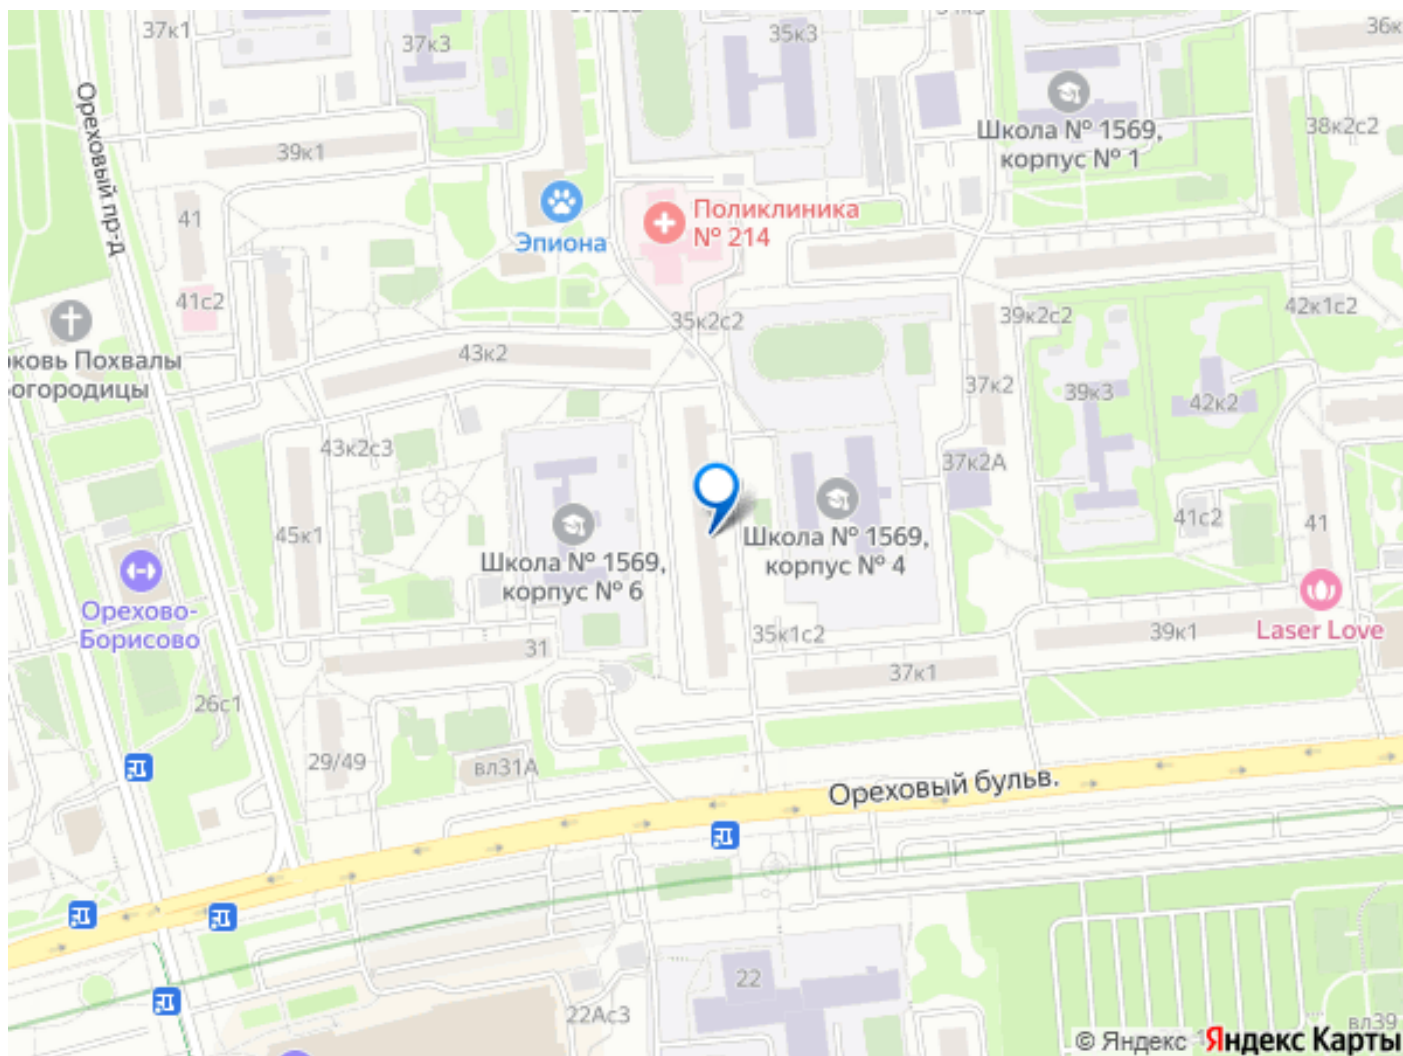 37к1
37к3
35к3
Ореховый пр-д
39к1
Школа № 1569,
корпус № 1
38к2с2
41
Эпиона
Поликлиника
№ 214
41с2
35к2с2
39к2с2
42к1с2
43к2
Похвалы
37к2
39к3
42к2
43к2с3
37к2А
45к1
Школа № 1569,
корпус № 6
Школа № 1569,
корпус № 4
41с2
41
Орехово-
Борисово
31
35к1с2
39к1
Laser Love
37к1
26с1
29/49
вл31А
Ореховый бульв.
22
22Ас3
вл39
© Яндекс Яндекс Карты